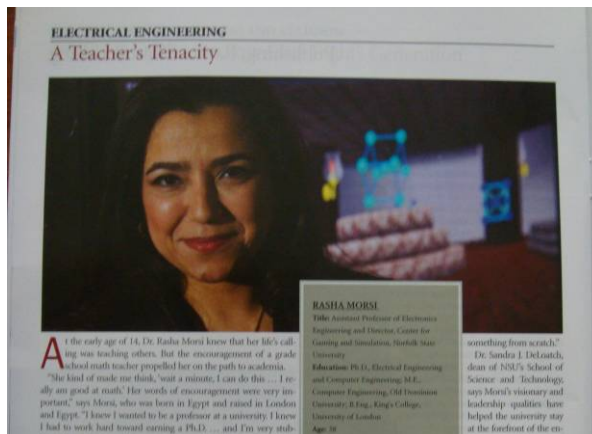 ELECTRICAL ENGINEERING
A Teacher's Tenacity
At the early age of 14, Dr. Rasha Morsi knew that her life's call-
ing was teaching others. But the encouragement of a grade
school math teacher propelled her on the path to academia.
"She kind of made me think, 'wait a minute, I can do this … I re-
ally am good at math.' Her words of encouragement were very im-
portant," says Morsi, who was born in Egypt and raised in London
and Egypt. "I knew I wanted to be a professor at a university. I knew
I had to work hard toward earning a Ph.D. … and I'm very stub-
RASHA MORSI
Title: Assistant Professor of Electronics
Engineering and Director, Center for
Gaming and Simulation, Norfolk State
University
Education: Ph.D., Electrical Engineering
and Computer Engineering; M.E.,
Computer Engineering, Old Dominion
University; B.Eng., King's College,
University of London
Age: 38
something from scratch."
Dr. Sandra J. DeLoatch,
dean of NSU's School of
Science and Technology,
says Morsi's visionary and
leadership qualities have
helped the university stay
at the forefront of the en-